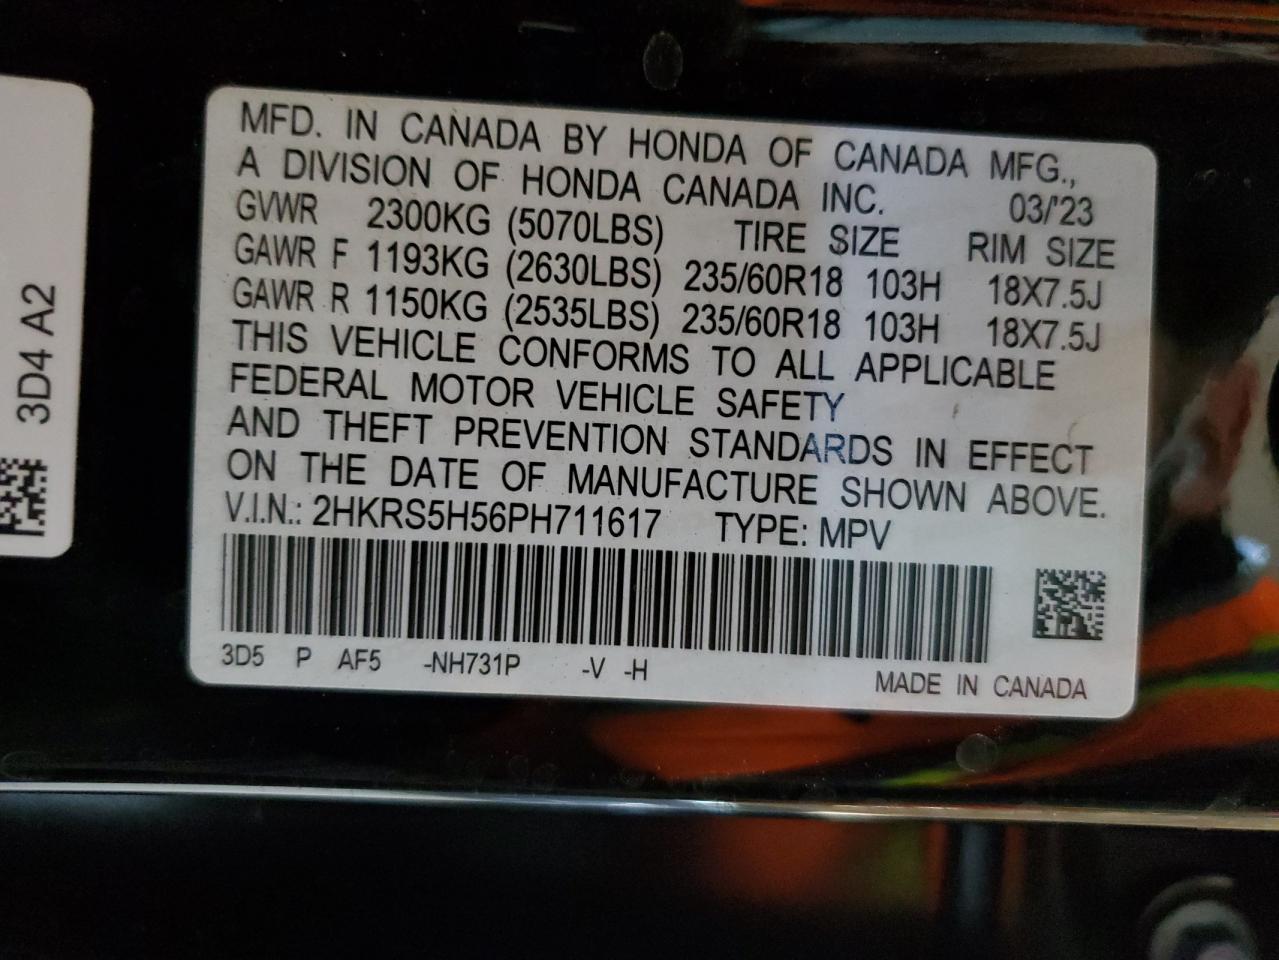 MFD. IN CANADA BY HONDA OF CANADA MFG.,
A DIVISION OF HONDA CANADA INC. 03/'23
GVWR 2300KG (5070LBS) TIRE SIZE RIM SIZE
GAWR F 1193KG (2630LBS) 235/60R18 103H 18X7.5J
GAWR R 1150KG (2535LBS) 235/60R18 103H 18X7.5J
THIS VEHICLE CONFORMS TO ALL APPLICABLE
FEDERAL MOTOR VEHICLE SAFETY
AND THEFT PREVENTION STANDARDS IN EFFECT
ON THE DATE OF MANUFACTURE SHOWN ABOVE.
V.I.N.: 2HKRS5H56PH711617 TYPE: MPV
3D5 P AF5 -NH731P -V -H
MADE IN CANADA
3D4 A2